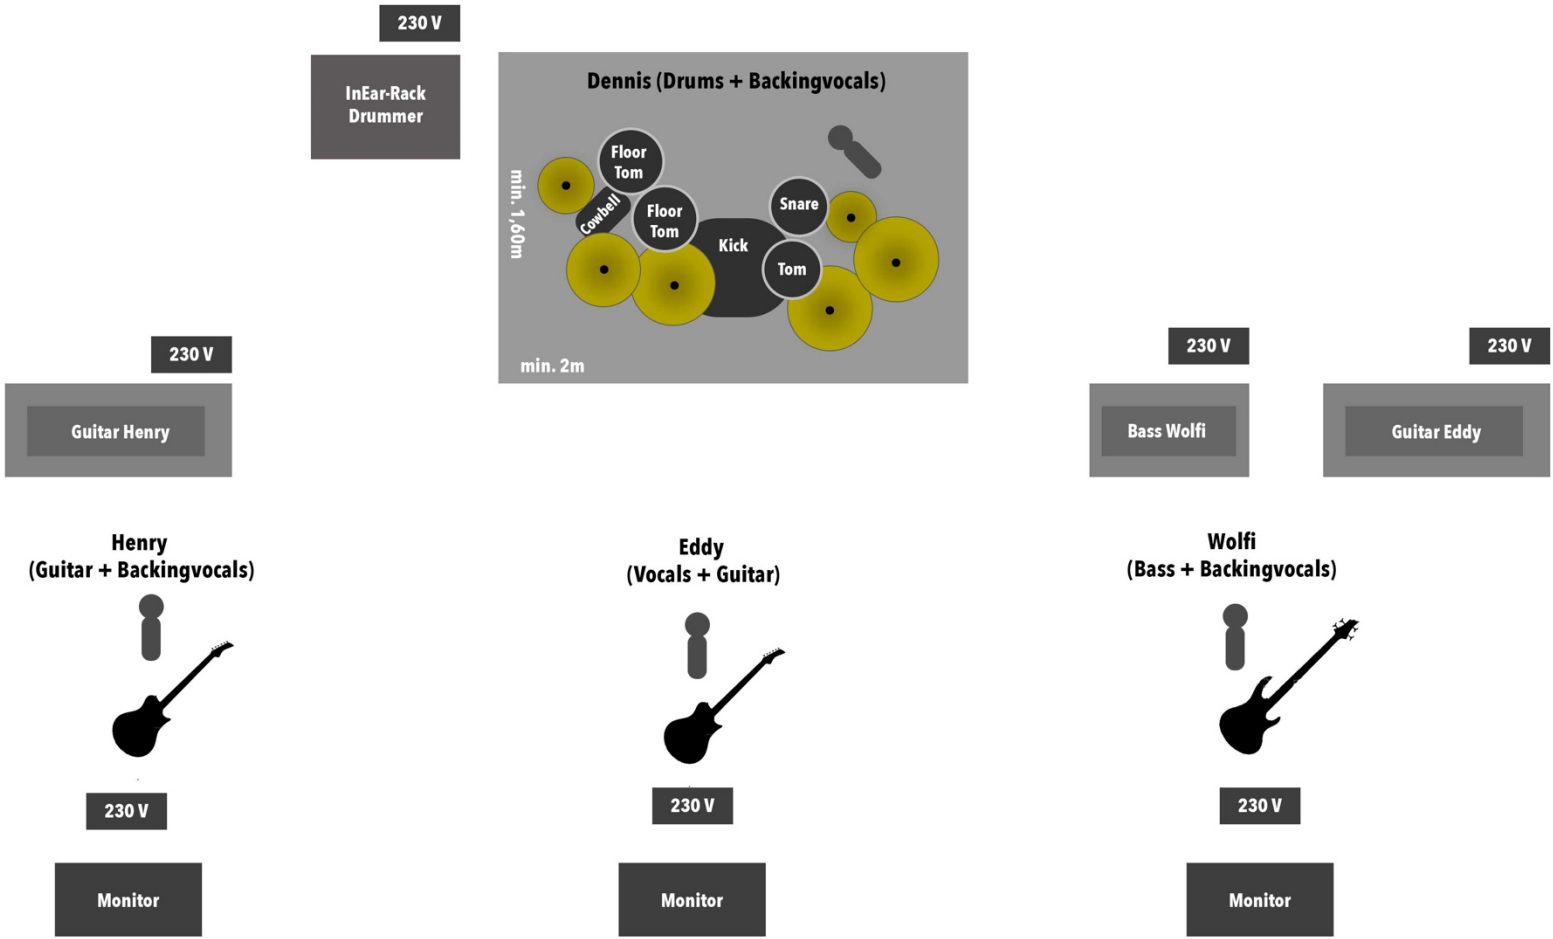 230 V
InEar-Rack
Drummer
Dennis (Drums + Backingvocals)
Floor
Tom
Cowbell
Floor
Tom
Kick
Snare
Tom
min. 1,60m
min. 2m
230 V
Guitar Henry
230 V
Bass Wolfi
230 V
Guitar Eddy
Henry
(Guitar + Backingvocals)
Eddy
(Vocals + Guitar)
Wolfi
(Bass + Backingvocals)
230 V
230 V
230 V
Monitor
Monitor
Monitor